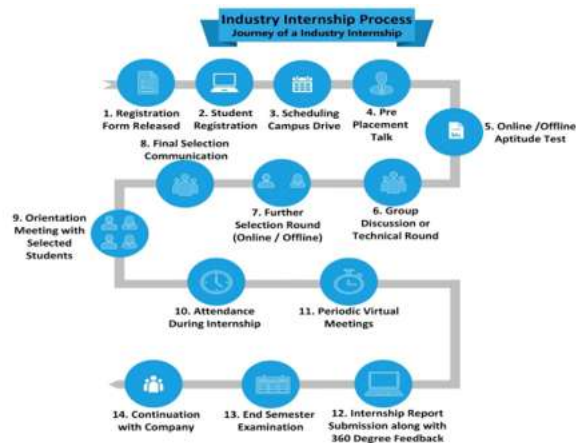 Industry Internship Process
Journey of a Industry Internship
1. Registration
Form Released
2. Student
Registration
3. Scheduling
Campus Drive
4. Pre
Placement
Talk
5. Online /Offline
Aptitude Test
6. Group
Discussion or
Technical Round
7. Further
Selection Round
(Online / Offline)
8. Final Selection
Communication
9. Orientation
Meeting with
Selected
Students
10. Attendance
During Internship
11. Periodic Virtual
Meetings
12. Internship Report
Submission along with
360 Degree Feedback
13. End Semester
Examination
14. Continuation
with Company